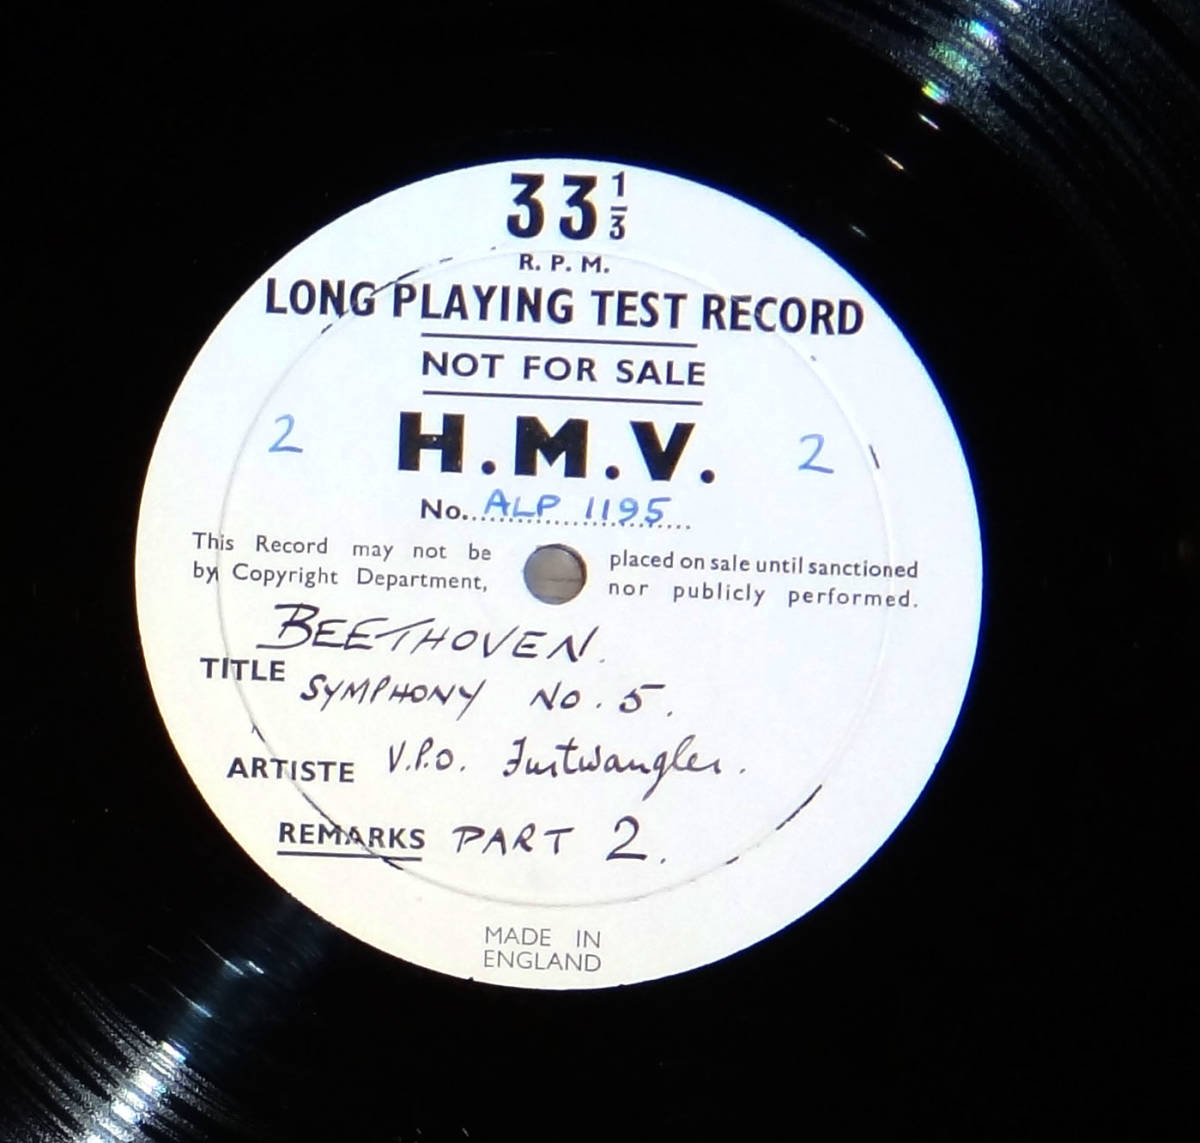 33 1/3
R. P. M.
LONG PLAYING TEST RECORD
NOT FOR SALE
2 H.M.V. 2
No. ALP 1195
This Record may not be placed on sale until sanctioned
by Copyright Department, nor publicly performed.
BEETHOVEN.
TITLE SYMPHONY NO. 5.
ARTISTE V.P.O. Furtwangler.
REMARKS PART 2.
MADE IN
ENGLAND